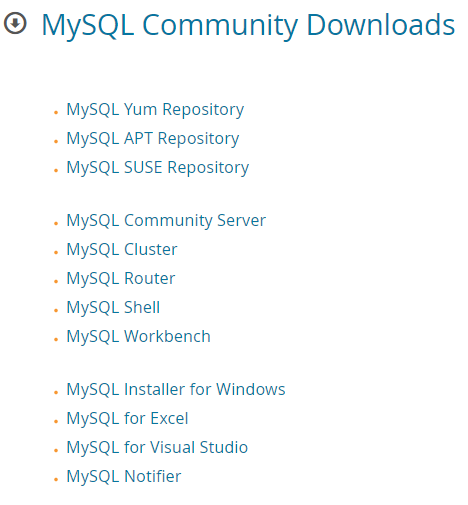 MySQL Community Downloads
MySQL Yum Repository
MySQL APT Repository
MySQL SUSE Repository
MySQL Community Server
MySQL Cluster
MySQL Router
MySQL Shell
MySQL Workbench
MySQL Installer for Windows
MySQL for Excel
MySQL for Visual Studio
MySQL Notifier